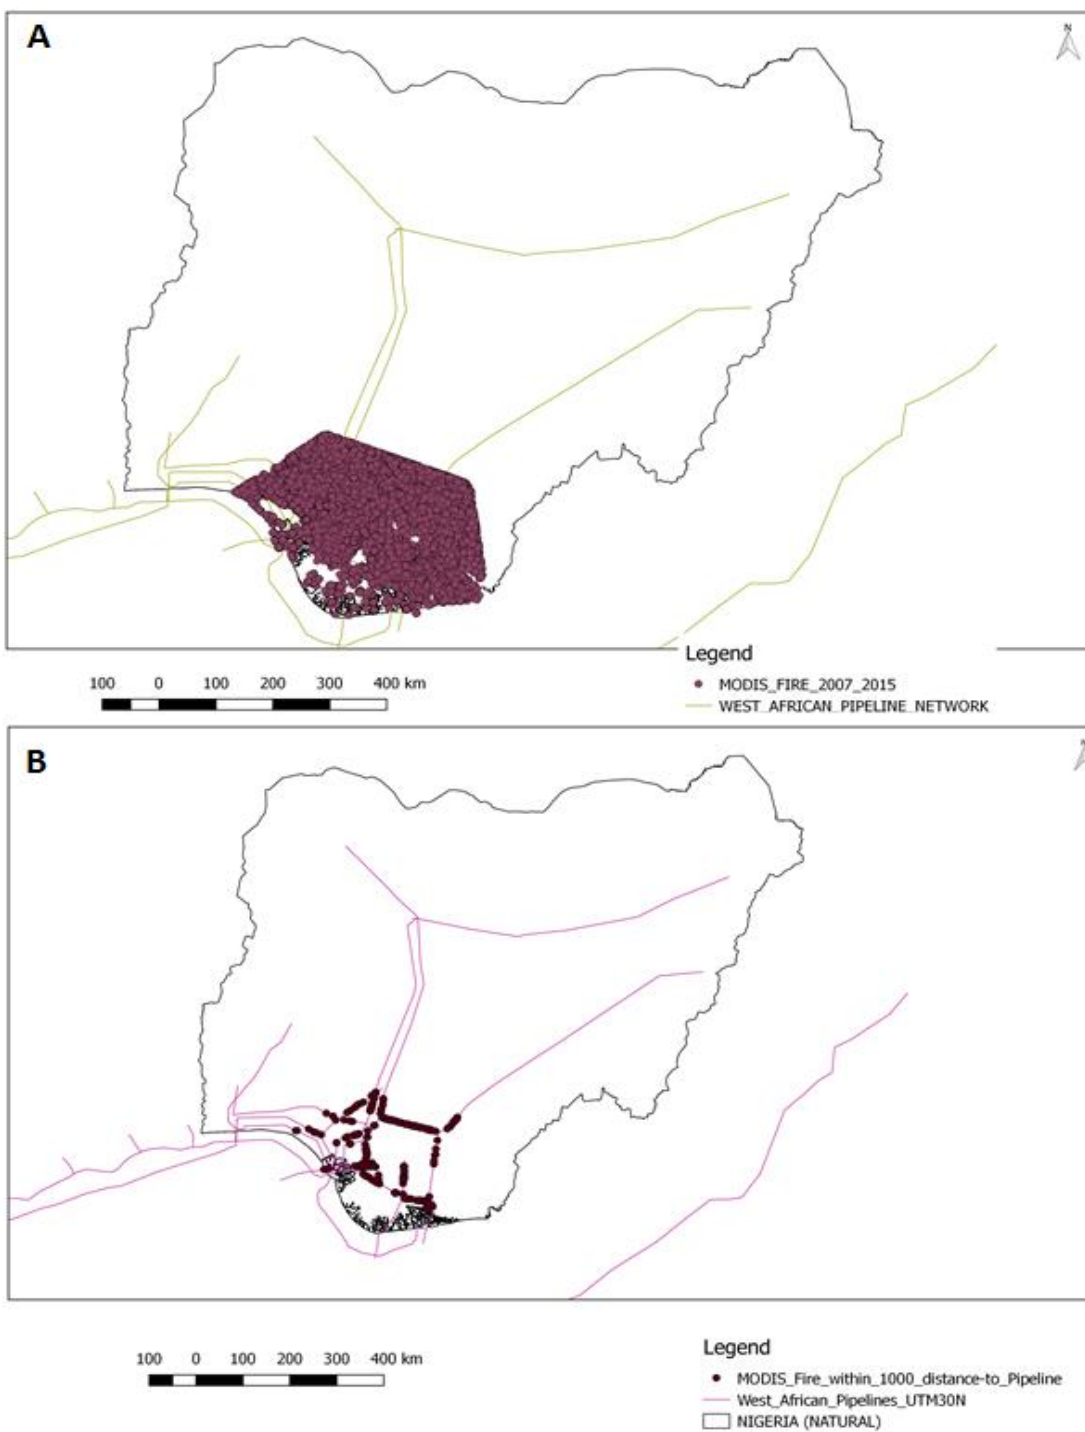 A
N
Legend
100 0 100 200 300 400 km
MODIS_FIRE_2007_2015
WEST_AFRICAN_PIPELINE_NETWORK
B
N
Legend
100 0 100 200 300 400 km
MODIS_Fire_within_1000_distance-to_Pipeline
West_African_Pipelines_UTM30N
NIGERIA (NATURAL)